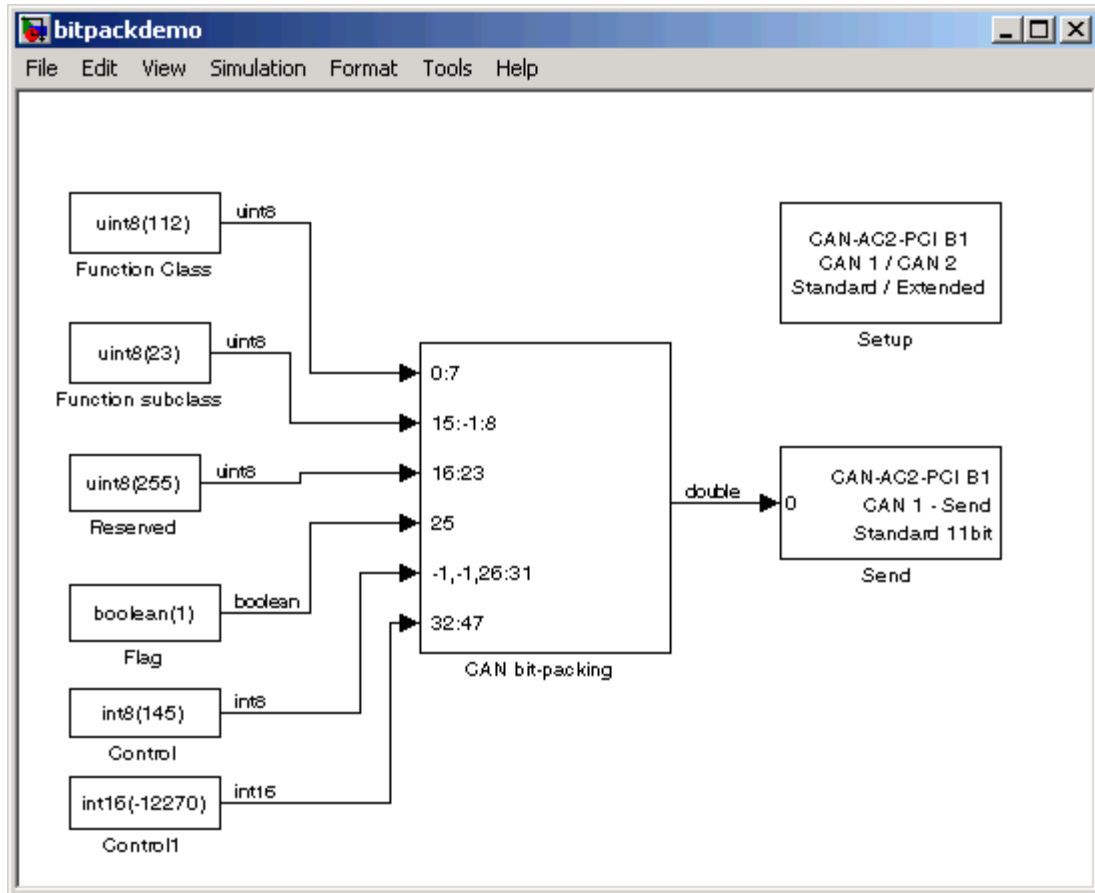 bitpackdemo
File Edit View Simulation Format Tools Help
uint8(112)
uint8
Function Class
uint8(23)
uint8
Function subclass
uint8(255)
uint8
Reserved
boolean(1)
boolean
Flag
int8(145)
int8
Control
int16(-12270)
int16
Control1
0:7
15:-1:8
16:23
25
-1,-1,26:31
32:47
CAN bit-packing
double
CAN-AC2-PCI B1
CAN 1 / CAN 2
Standard / Extended
Setup
0
CAN-AC2-PCI B1
CAN 1 - Send
Standard 11bit
Send